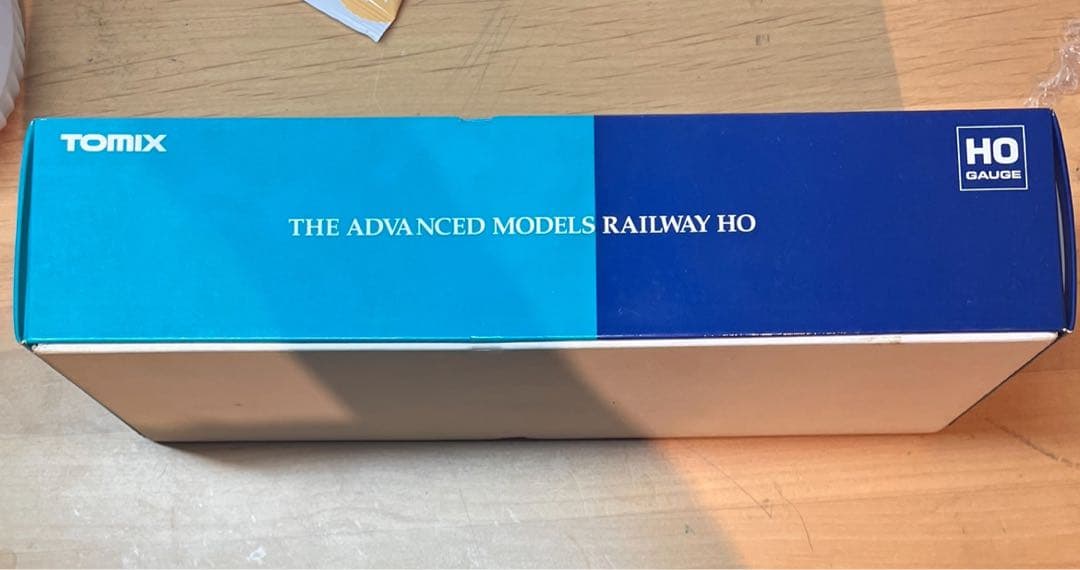 TOMIX
HO
GAUGE
THE ADVANCED MODELS RAILWAY HO